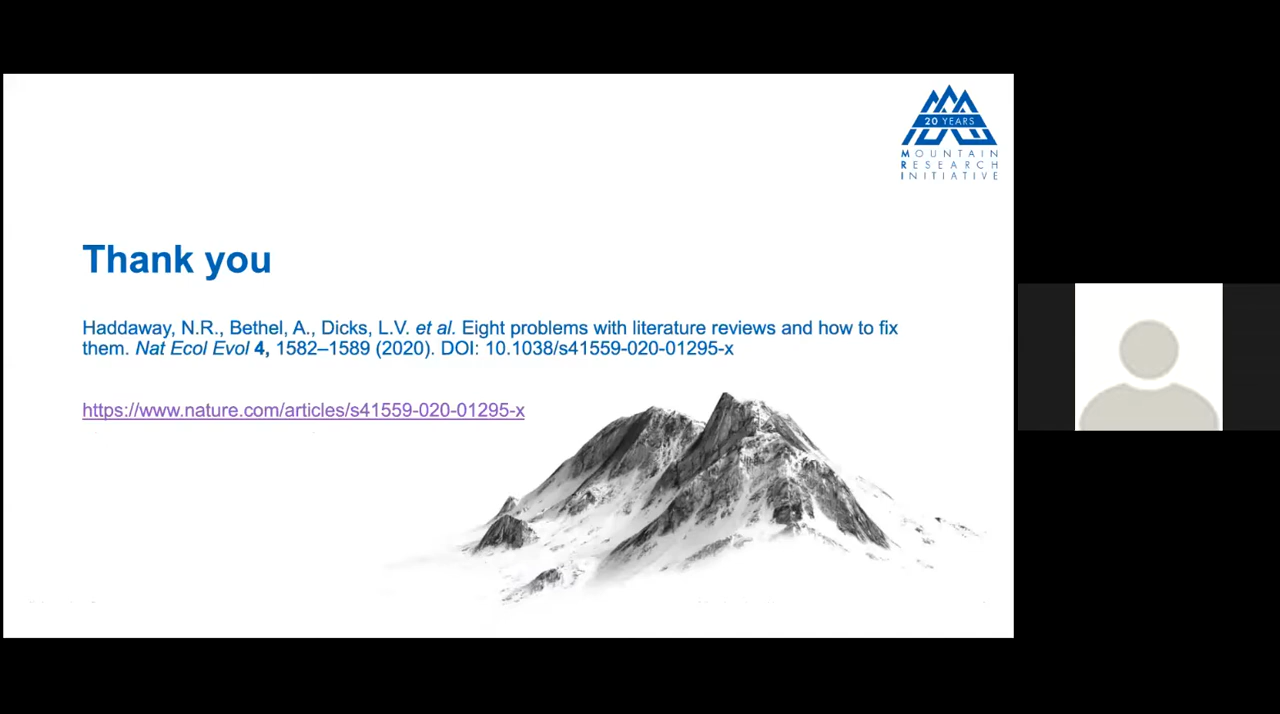 20 YEARS
MOUNTAIN
RESEARCH
INITIATIVE
Thank you
Haddaway, N.R., Bethel, A., Dicks, L.V. et al. Eight problems with literature reviews and how to fix
them. Nat Ecol Evol 4, 1582–1589 (2020). DOI: 10.1038/s41559-020-01295-x
https://www.nature.com/articles/s41559-020-01295-x